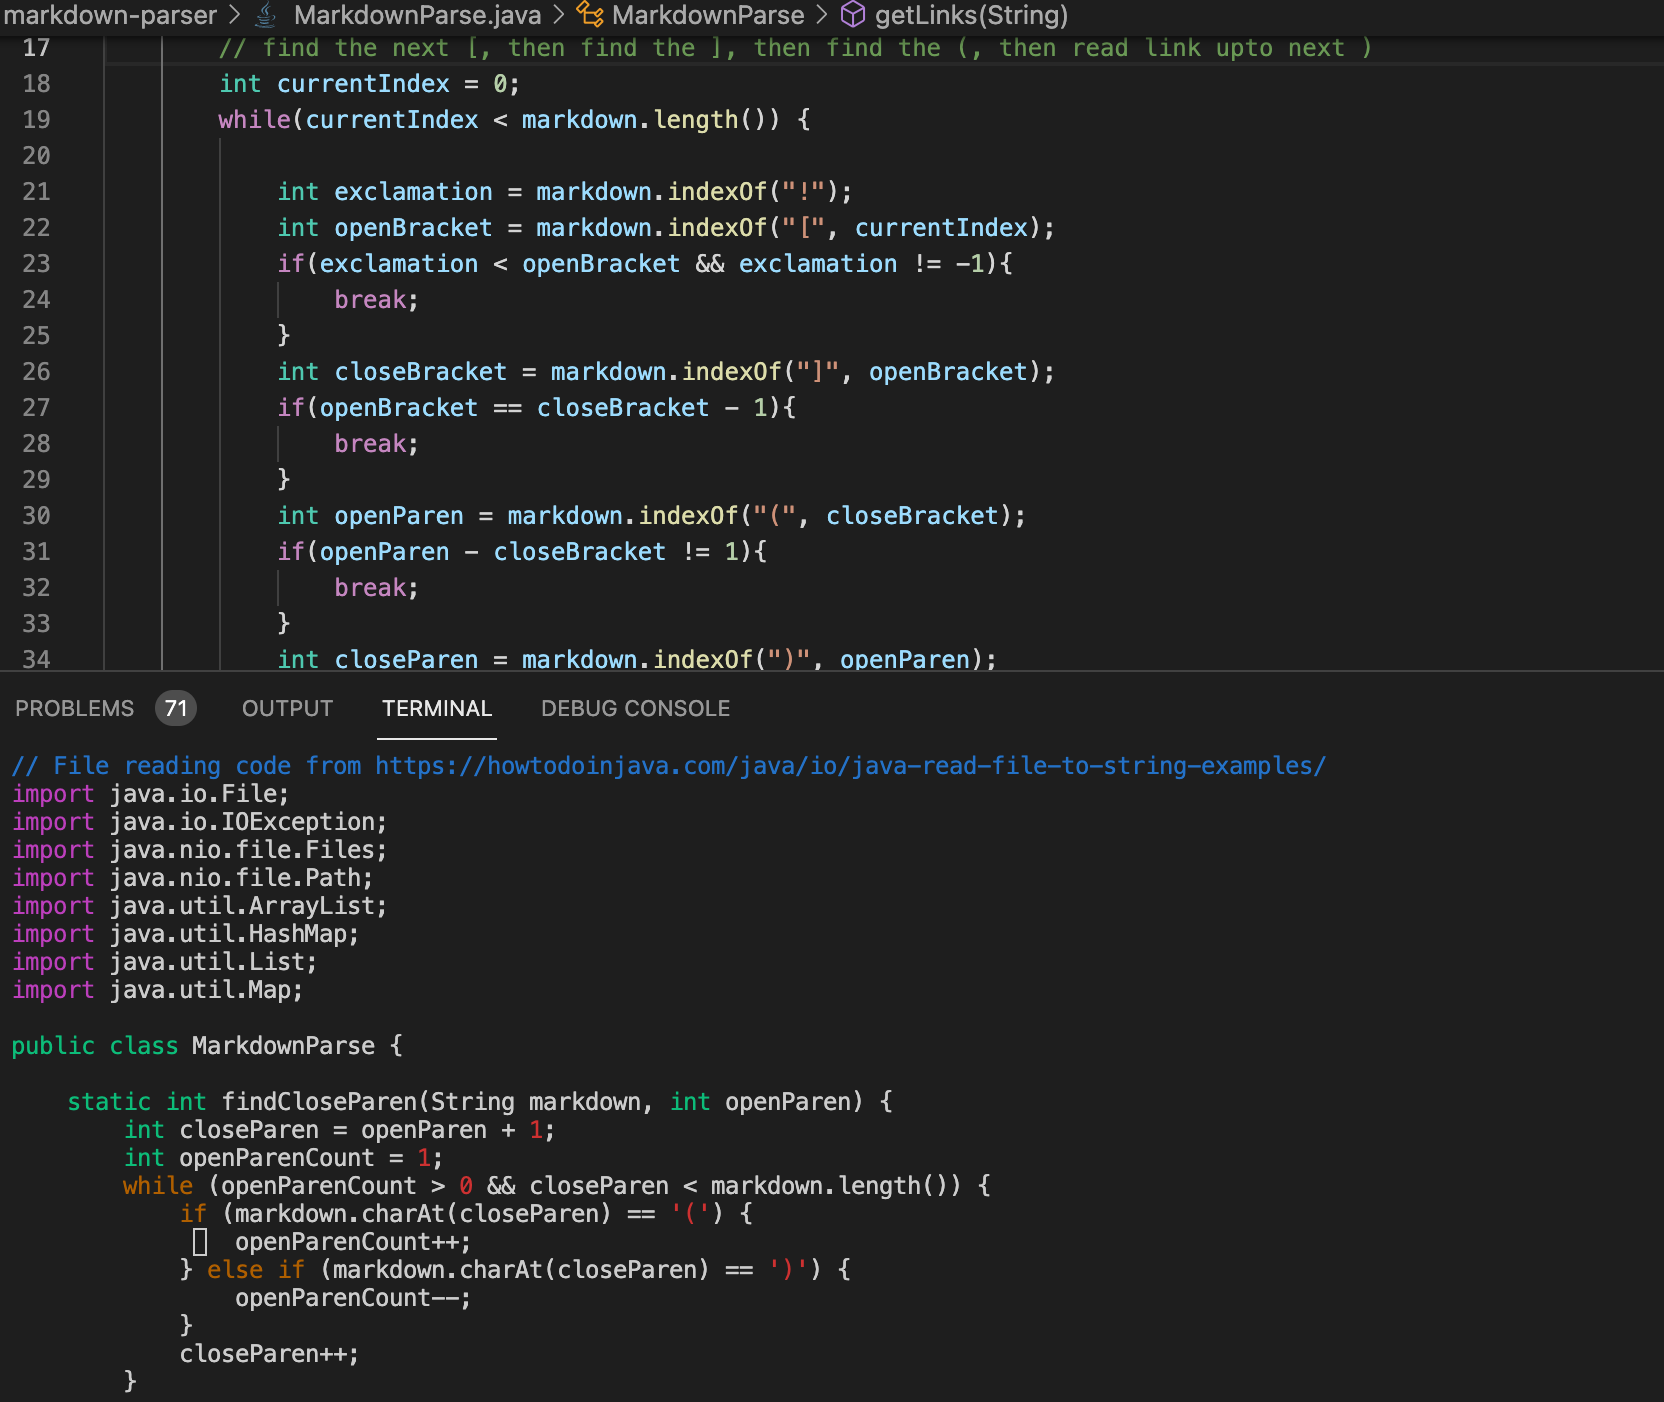 markdown-parser > MarkdownParse.java > MarkdownParse > getLinks(String)
17 // find the next [, then find the ], then find the (, then read link upto next )
18 int currentIndex = 0;
19 while(currentIndex < markdown.length()) {
20
21 int exclamation = markdown.indexOf("!");
22 int openBracket = markdown.indexOf("[", currentIndex);
23 if(exclamation < openBracket && exclamation != -1){
24 break;
25 }
26 int closeBracket = markdown.indexOf("]", openBracket);
27 if(openBracket == closeBracket - 1){
28 break;
29 }
30 int openParen = markdown.indexOf("(", closeBracket);
31 if(openParen - closeBracket != 1){
32 break;
33 }
34 int closeParen = markdown.indexOf(")", openParen);
PROBLEMS 71 OUTPUT TERMINAL DEBUG CONSOLE
// File reading code from https://howtodoinjava.com/java/io/java-read-file-to-string-examples/
import java.io.File;
import java.io.IOException;
import java.nio.file.Files;
import java.nio.file.Path;
import java.util.ArrayList;
import java.util.HashMap;
import java.util.List;
import java.util.Map;
public class MarkdownParse {
static int findCloseParen(String markdown, int openParen) {
int closeParen = openParen + 1;
int openParenCount = 1;
while (openParenCount > 0 && closeParen < markdown.length()) {
if (markdown.charAt(closeParen) == '(') {
openParenCount++;
} else if (markdown.charAt(closeParen) == ')') {
openParenCount--;
}
closeParen++;
}